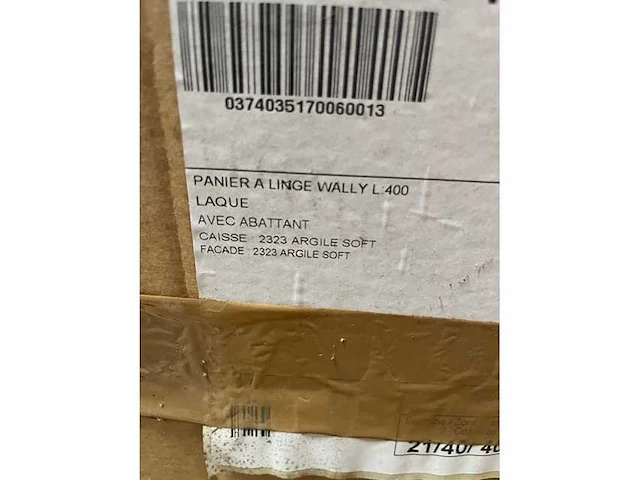 0374035170060013
PANIER A LINGE WALLY L:400
LAQUE
AVEC ABATTANT
CAISSE : 2323 ARGILE SOFT
FACADE : 2323 ARGILE SOFT